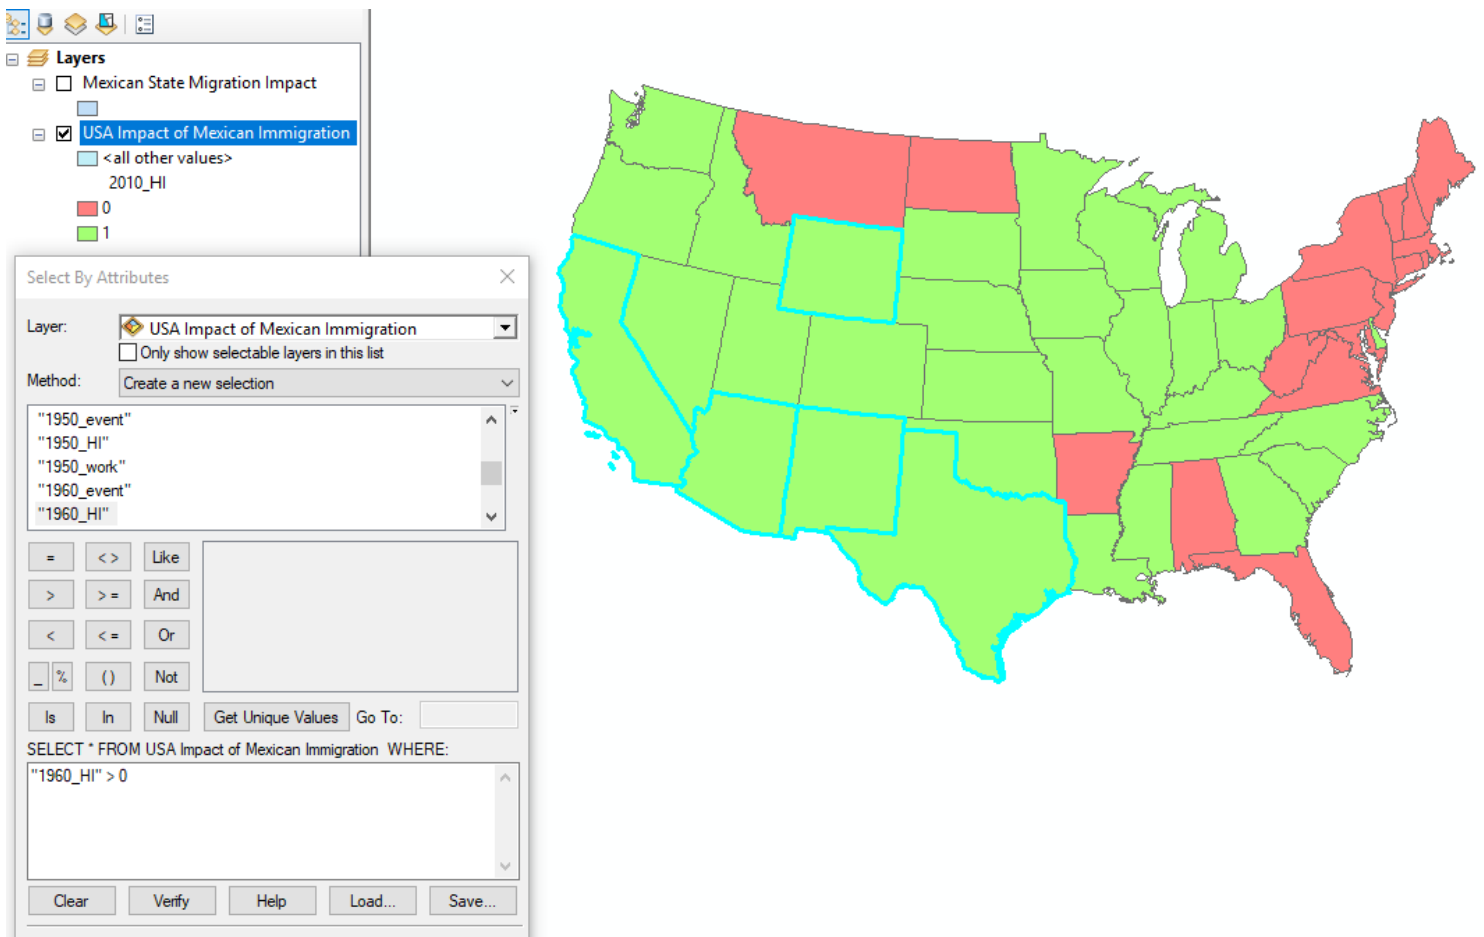 Layers
Mexican State Migration Impact
USA Impact of Mexican Immigration
<all other values>
2010_HI
0
1
Select By Attributes
Layer: USA Impact of Mexican Immigration
Only show selectable layers in this list
Method: Create a new selection
"1950_event"
"1950_HI"
"1950_work"
"1960_event"
"1960_HI"
= < > Like
> > = And
< < = Or
_ % ( ) Not
Is In Null Get Unique Values Go To:
SELECT * FROM USA Impact of Mexican Immigration WHERE:
"1960_HI" > 0
Clear Verify Help Load... Save...